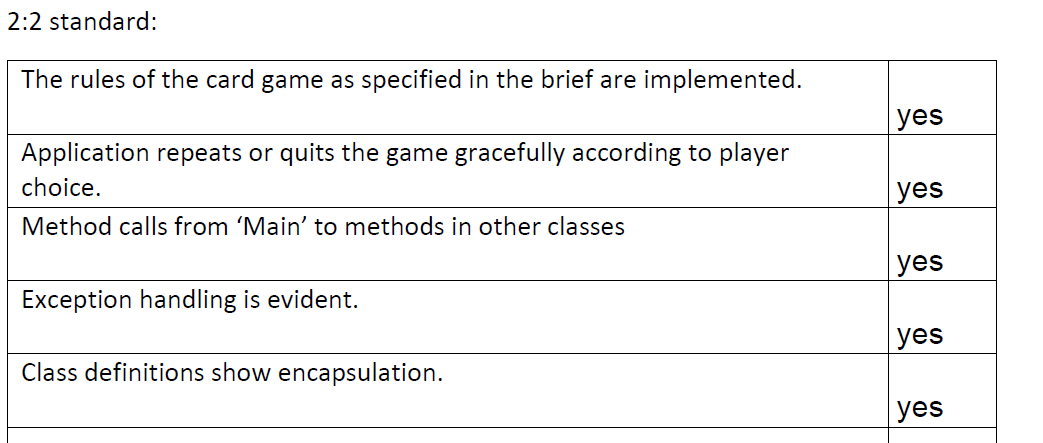 2:2 standard:
The rules of the card game as specified in the brief are implemented.
yes
Application repeats or quits the game gracefully according to player
choice.
yes
Method calls from ‘Main’ to methods in other classes
yes
Exception handling is evident.
yes
Class definitions show encapsulation.
yes